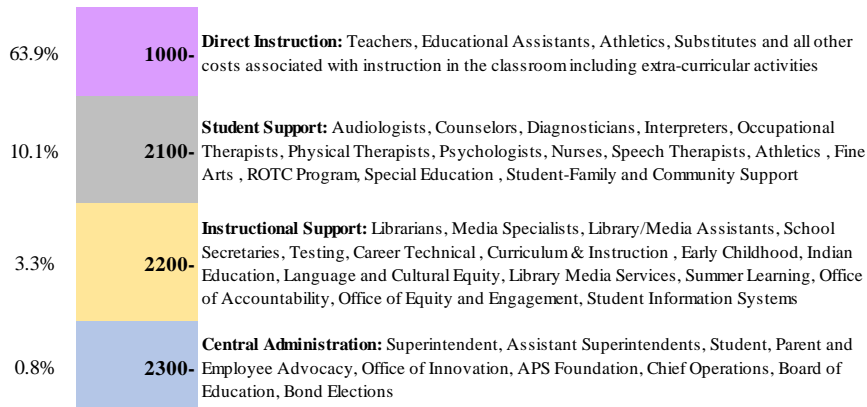 63.9% 1000- Direct Instruction: Teachers, Educational Assistants, Athletics, Substitutes and all other
costs associated with instruction in the classroom including extra-curricular activities
10.1% 2100- Student Support: Audiologists, Counselors, Diagnosticians, Interpreters, Occupational
Therapists, Physical Therapists, Psychologists, Nurses, Speech Therapists, Athletics , Fine
Arts , ROTC Program, Special Education , Student-Family and Community Support
3.3% 2200- Instructional Support: Librarians, Media Specialists, Library/Media Assistants, School
Secretaries, Testing, Career Technical , Curriculum & Instruction , Early Childhood, Indian
Education, Language and Cultural Equity, Library Media Services, Summer Learning, Office
of Accountability, Office of Equity and Engagement, Student Information Systems
0.8% 2300- Central Administration: Superintendent, Assistant Superintendents, Student, Parent and
Employee Advocacy, Office of Innovation, APS Foundation, Chief Operations, Board of
Education, Bond Elections